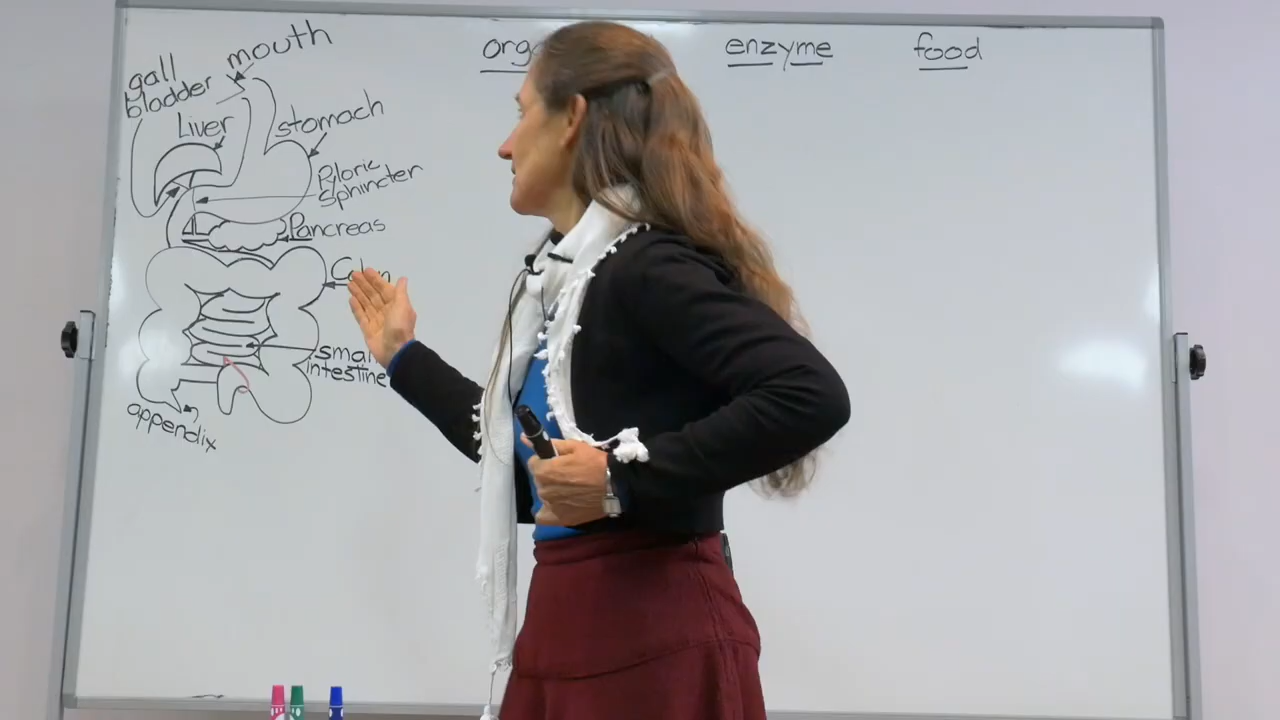 mouth
gall
bladder
Liver
stomach
Pyloric
Sphincter
Pancreas
small
intestine
appendix
enzyme
food